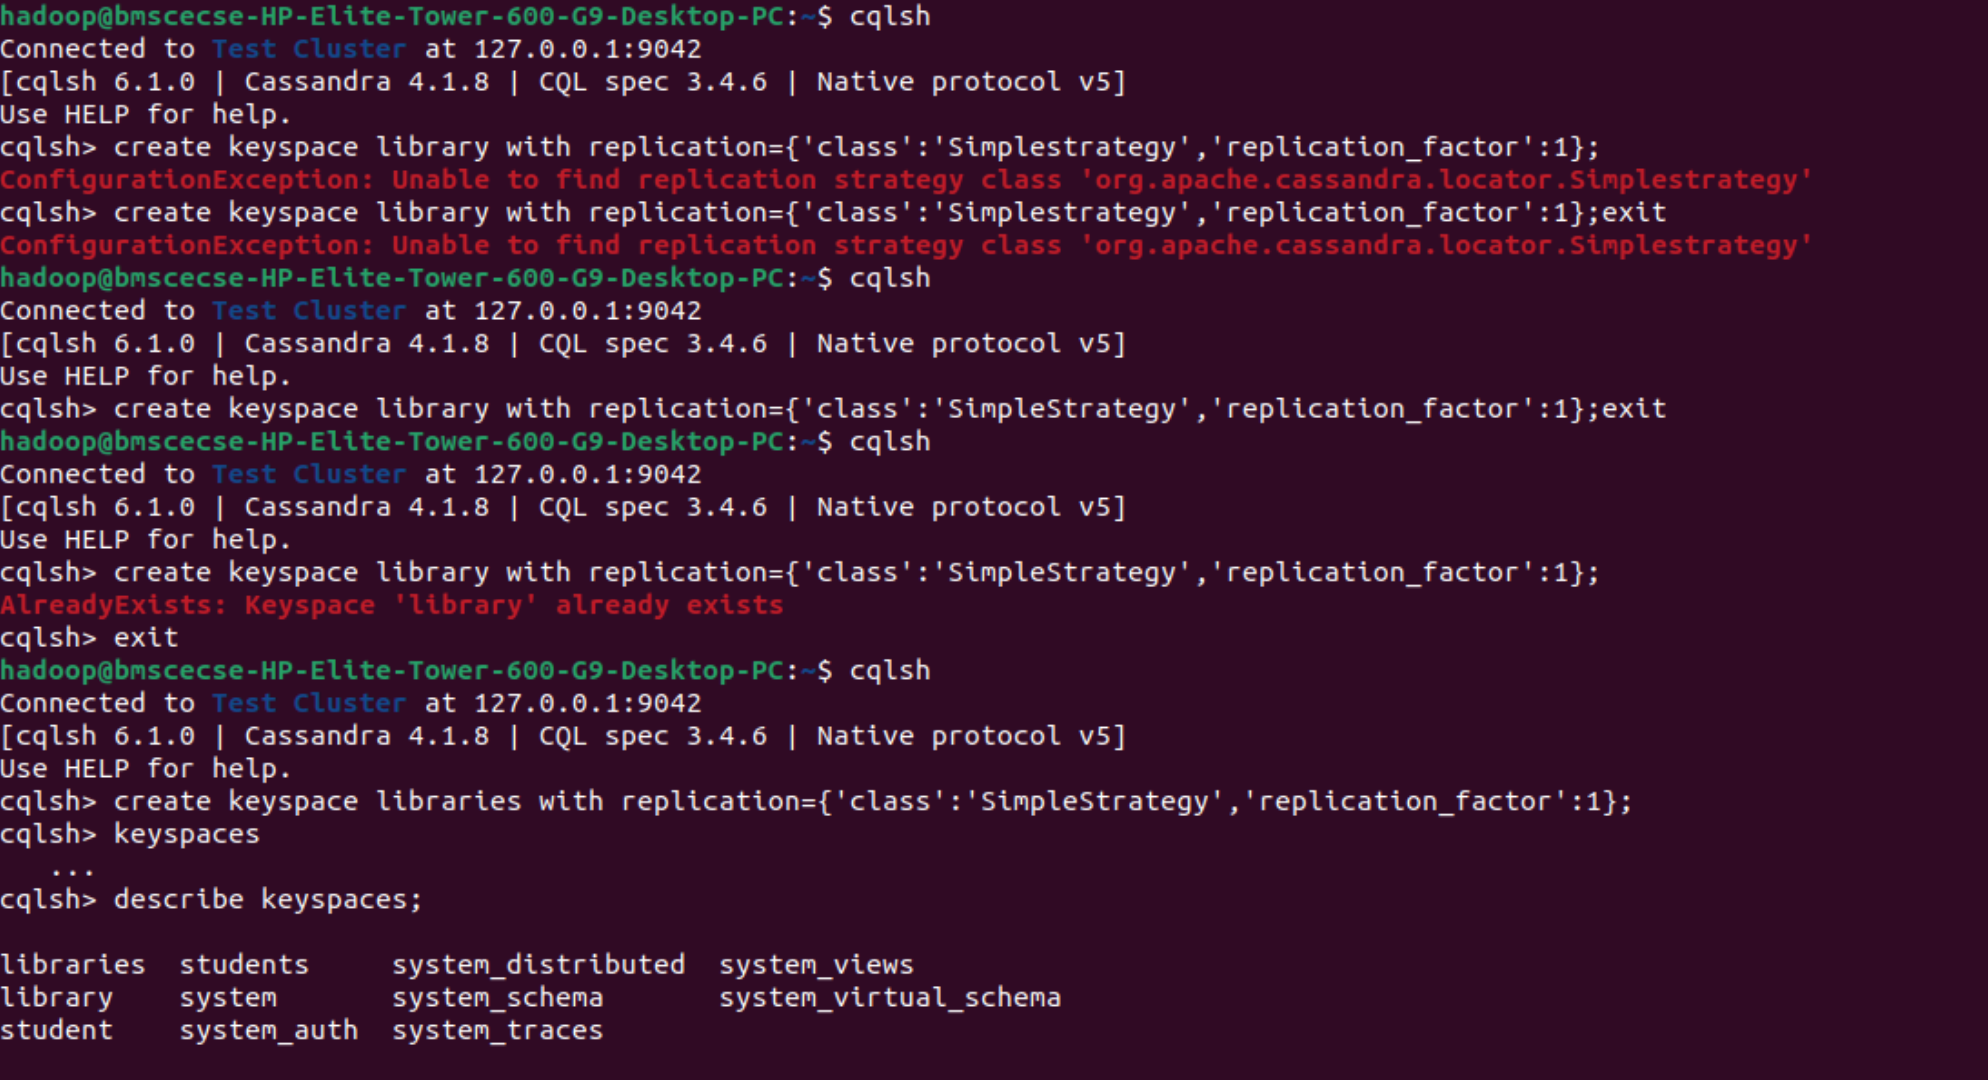 hadoop@bmscecse-HP-Elite-Tower-600-G9-Desktop-PC:~$ cqlsh
Connected to Test Cluster at 127.0.0.1:9042
[cqlsh 6.1.0 | Cassandra 4.1.8 | CQL spec 3.4.6 | Native protocol v5]
Use HELP for help.
cqlsh> create keyspace library with replication={'class':'Simplestrategy','replication_factor':1};
ConfigurationException: Unable to find replication strategy class 'org.apache.cassandra.locator.Simplestrategy'
cqlsh> create keyspace library with replication={'class':'Simplestrategy','replication_factor':1};exit
ConfigurationException: Unable to find replication strategy class 'org.apache.cassandra.locator.Simplestrategy'
hadoop@bmscecse-HP-Elite-Tower-600-G9-Desktop-PC:~$ cqlsh
Connected to Test Cluster at 127.0.0.1:9042
[cqlsh 6.1.0 | Cassandra 4.1.8 | CQL spec 3.4.6 | Native protocol v5]
Use HELP for help.
cqlsh> create keyspace library with replication={'class':'SimpleStrategy','replication_factor':1};exit
hadoop@bmscecse-HP-Elite-Tower-600-G9-Desktop-PC:~$ cqlsh
Connected to Test Cluster at 127.0.0.1:9042
[cqlsh 6.1.0 | Cassandra 4.1.8 | CQL spec 3.4.6 | Native protocol v5]
Use HELP for help.
cqlsh> create keyspace library with replication={'class':'SimpleStrategy','replication_factor':1};
AlreadyExists: Keyspace 'library' already exists
cqlsh> exit
hadoop@bmscecse-HP-Elite-Tower-600-G9-Desktop-PC:~$ cqlsh
Connected to Test Cluster at 127.0.0.1:9042
[cqlsh 6.1.0 | Cassandra 4.1.8 | CQL spec 3.4.6 | Native protocol v5]
Use HELP for help.
cqlsh> create keyspace libraries with replication={'class':'SimpleStrategy','replication_factor':1};
cqlsh> keyspaces
   ...
cqlsh> describe keyspaces;
libraries  students     system_distributed  system_views
library    system       system_schema       system_virtual_schema
student    system_auth  system_traces